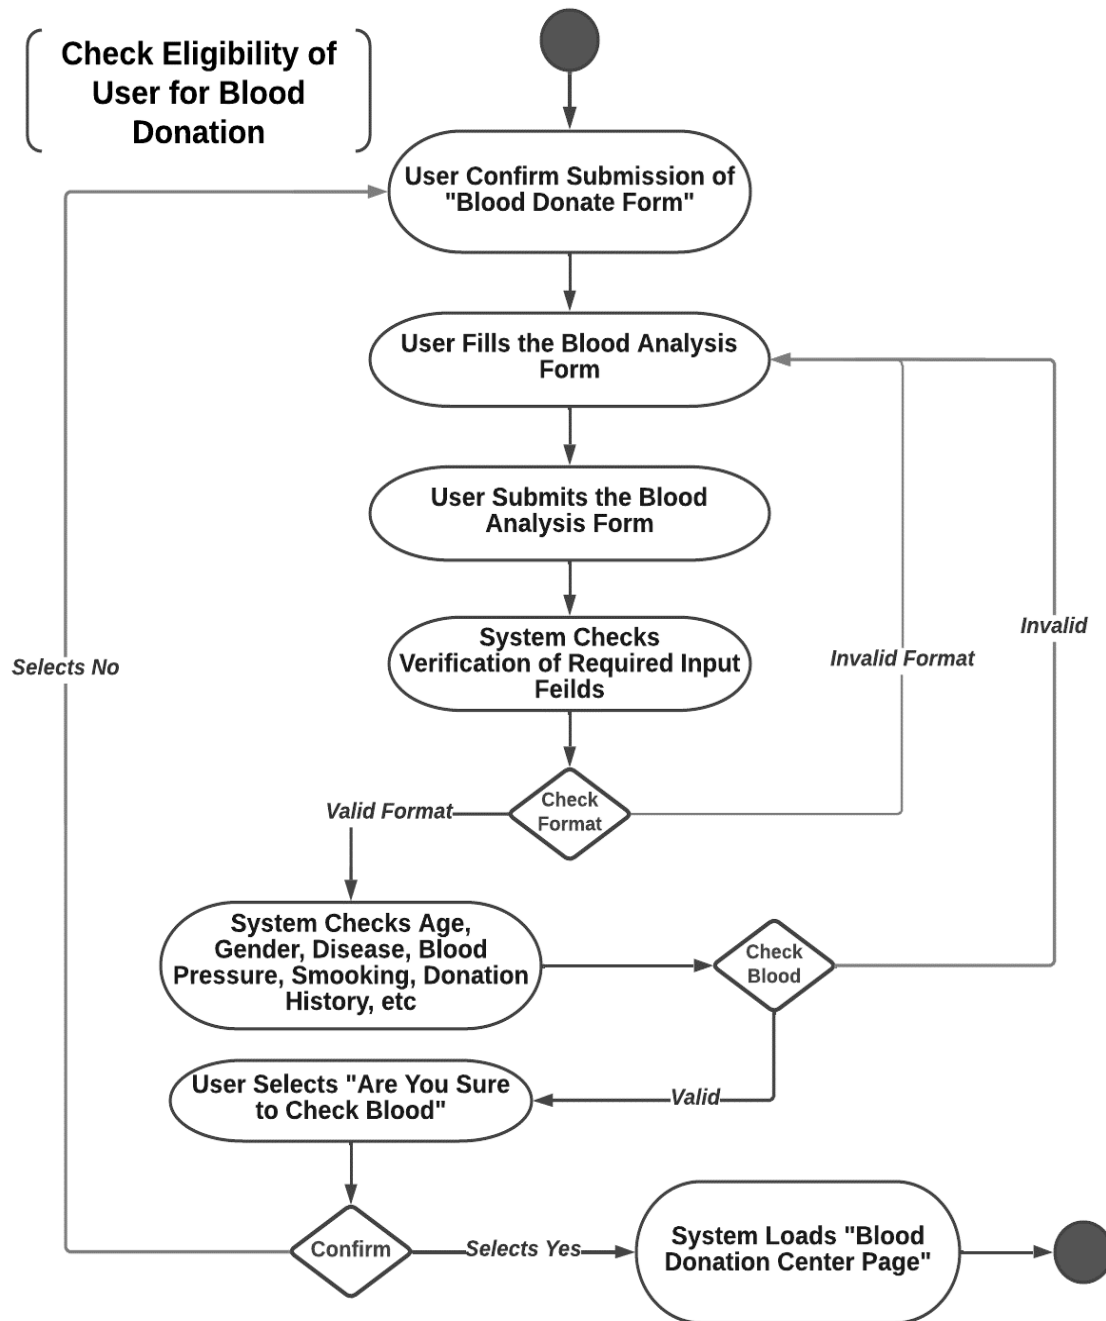 Check Eligibility of
User for Blood
Donation
User Confirm Submission of
"Blood Donate Form"
User Fills the Blood Analysis
Form
User Submits the Blood
Analysis Form
System Checks
Verification of Required Input
Feilds
Invalid
Invalid Format
Selects No
Check
Format
Valid Format
System Checks Age,
Gender, Disease, Blood
Pressure, Smooking, Donation
History, etc
Check
Blood
User Selects "Are You Sure
to Check Blood"
Valid
Confirm
Selects Yes
System Loads "Blood
Donation Center Page"